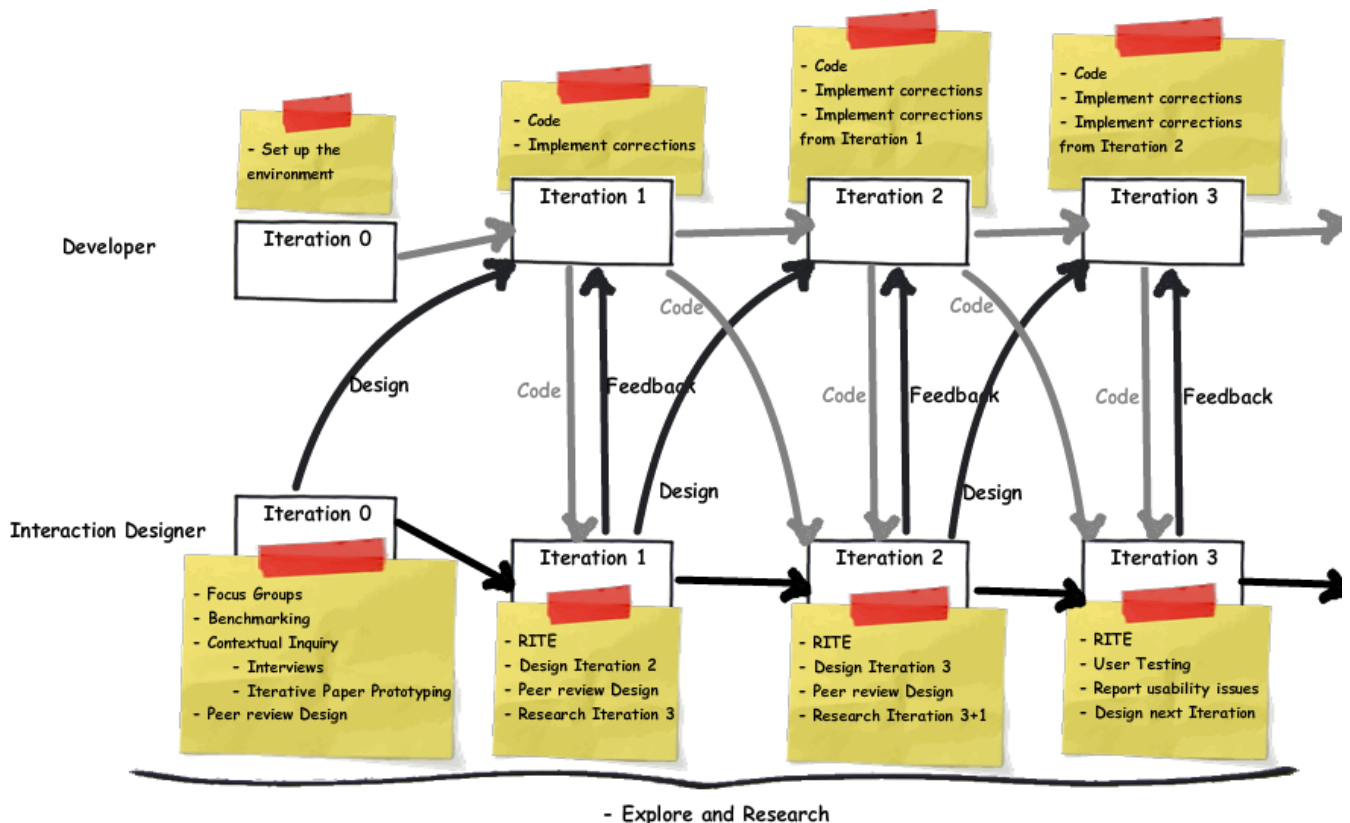 - Set up the
environment
- Code
- Implement corrections
- Code
- Implement corrections
- Implement corrections
from Iteration 1
- Code
- Implement corrections
- Implement corrections
from Iteration 2
Developer
Iteration 0
Iteration 1
Iteration 2
Iteration 3
Design
Code
Feedback
Code
Design
Code
Feedback
Code
Design
Code
Feedback
Interaction Designer
Iteration 0
Iteration 1
Iteration 2
Iteration 3
- Focus Groups
- Benchmarking
- Contextual Inquiry
- Interviews
- Iterative Paper Prototyping
- Peer review Design
- RITE
- Design Iteration 2
- Peer review Design
- Research Iteration 3
- RITE
- Design Iteration 3
- Peer review Design
- Research Iteration 3+1
- RITE
- User Testing
- Report usability issues
- Design next Iteration
- Explore and Research